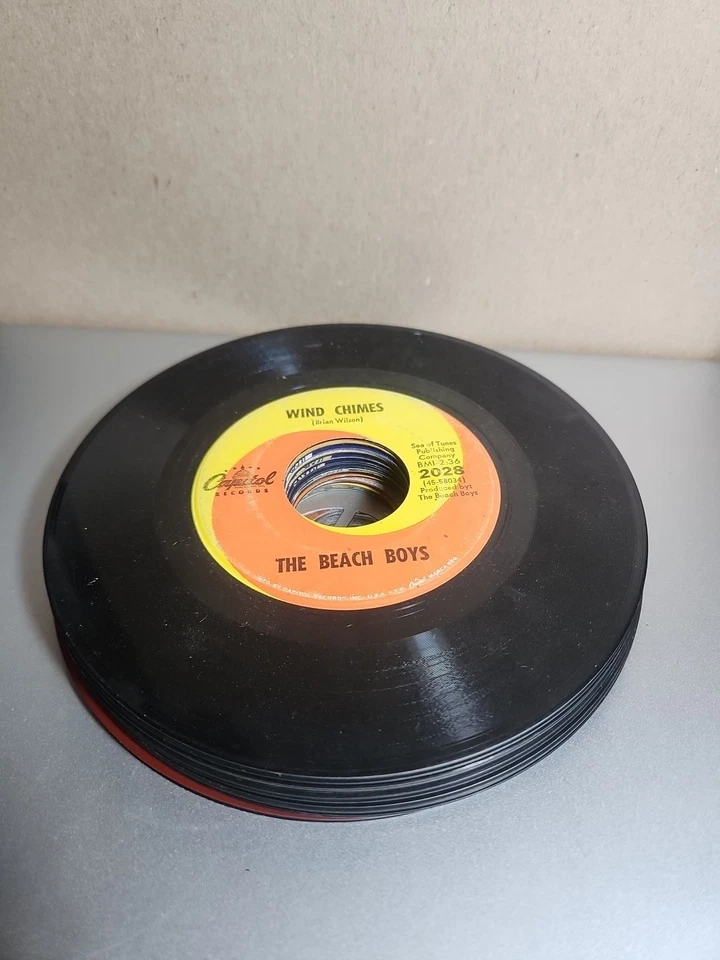 WIND CHIMES
(Brian Wilson)
Sea of Tunes
Publishing
Company
BMI-2:36
2028
(45-58034)
Produced by:
The Beach Boys
Capitol
RECORDS
THE BEACH BOYS